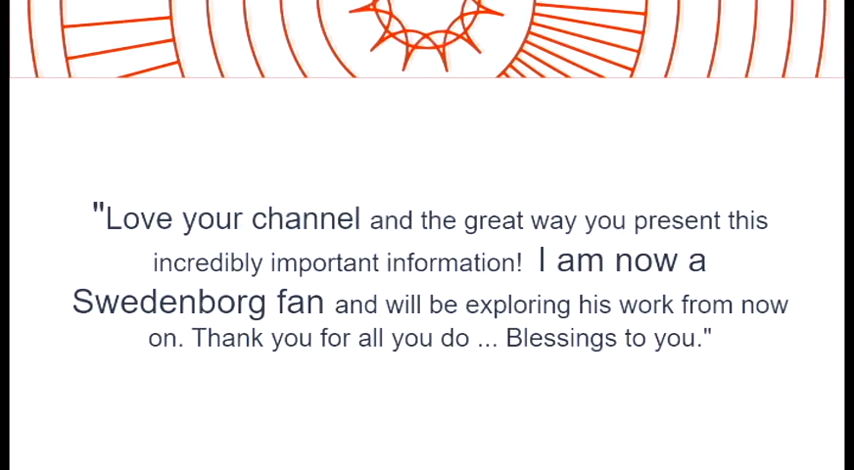 "Love your channel and the great way you present this
incredibly important information!  I am now a
Swedenborg fan and will be exploring his work from now
on. Thank you for all you do ... Blessings to you."